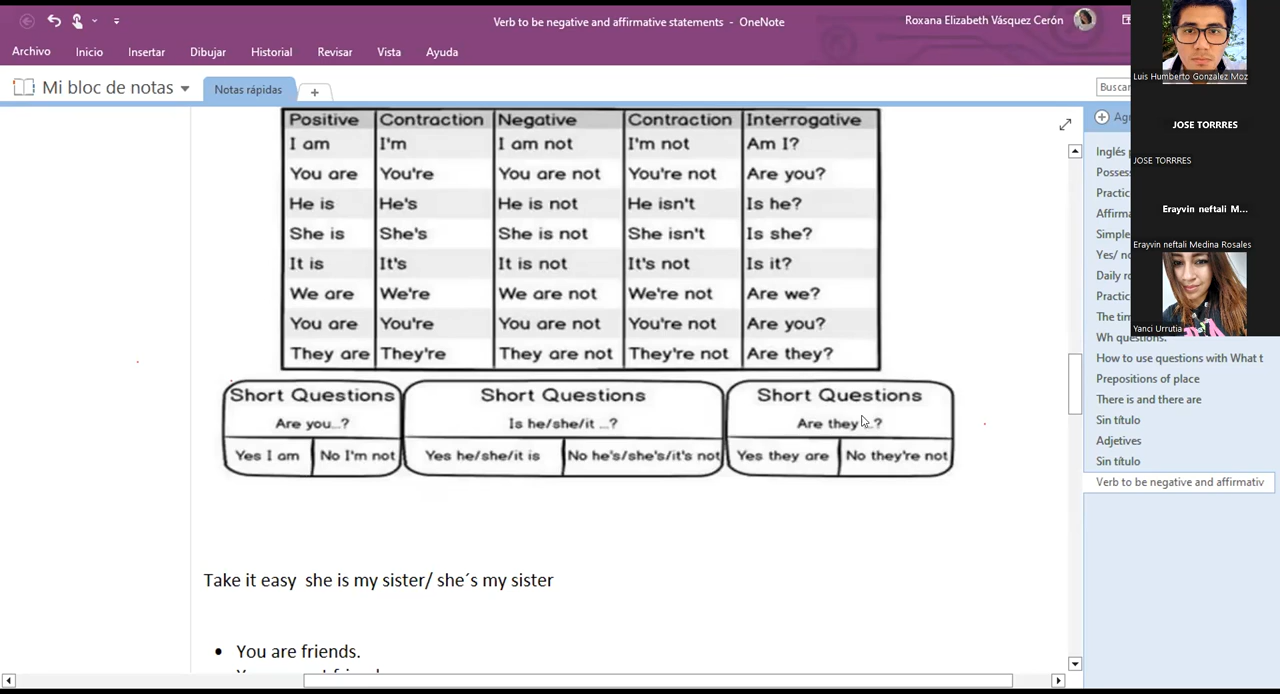 Verb to be negative and affirmative statements - OneNote
Roxana Elizabeth Vásquez Cerón
Archivo Inicio Insertar Dibujar Historial Revisar Vista Ayuda
Mi bloc de notas
Notas rápidas
Buscar
Luis Humberto Gonzalez Moz
JOSE TORRRES
JOSE TORRRES
Erayvin neftali M...
Erayvin neftali Medina Rosales
Yanci Urrutia
Positive Contraction Negative Contraction Interrogative
I am I'm I am not I'm not Am I?
You are You're You are not You're not Are you?
He is He's He is not He isn't Is he?
She is She's She is not She isn't Is she?
It is It's It is not It's not Is it?
We are We're We are not We're not Are we?
You are You're You are not You're not Are you?
They are They're They are not They're not Are they?
Short Questions
Are you...?
Yes I am No I'm not
Short Questions
Is he/she/it ...?
Yes he/she/it is No he's/she's/it's not
Short Questions
Are they ...?
Yes they are No they're not
Take it easy she is my sister/ she´s my sister
• You are friends.
Inglés
Possess
Practic
Affirma
Simple
Yes/ no
Daily ro
Practic
The tim
Wh questions.
How to use questions with What t
Prepositions of place
There is and there are
Sin título
Adjetives
Sin título
Verb to be negative and affirmativ